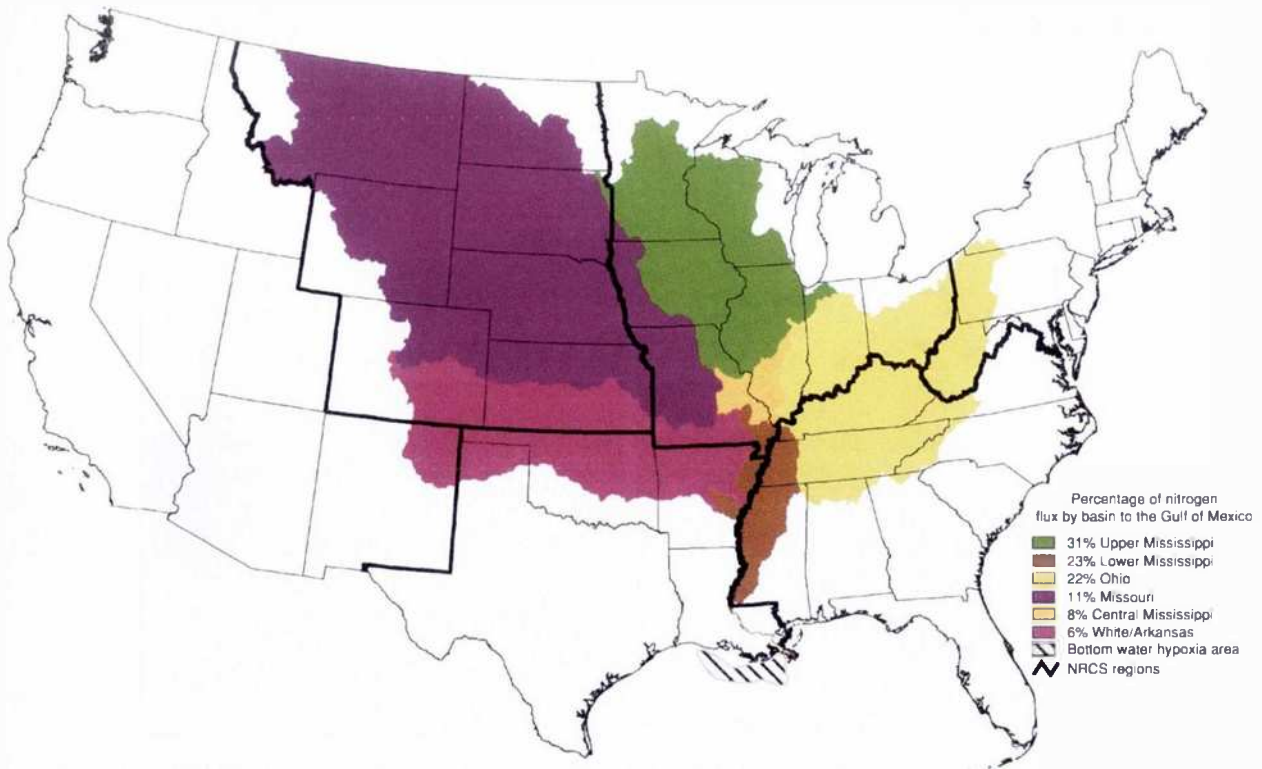 Percentage of nitrogen
flux by basin to the Gulf of Mexico
31% Upper Mississippi
23% Lower Mississippi
22% Ohio
11% Missouri
8% Central Mississippi
6% White/Arkansas
Bottom water hypoxia area
NRCS regions